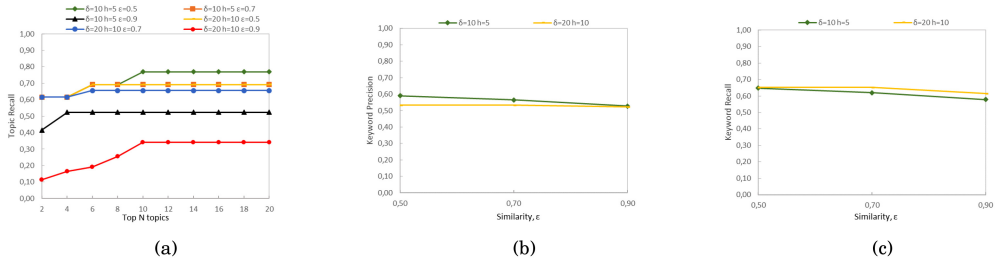 δ=10 h=5 ε=0.5 δ=10 h=5 ε=0.7
δ=10 h=5 ε=0.9 δ=20 h=10 ε=0.5
δ=20 h=10 ε=0.7 δ=20 h=10 ε=0.9
1,00
0,90
0,80
0,70
0,60
0,50
0,40
0,30
0,20
0,10
0,00
Topic Recall
2 4 6 8 10 12 14 16 18 20
Top N topics
(a)
δ=10 h=5 δ=20 h=10
1,00
0,90
0,80
0,70
0,60
0,50
0,40
0,30
0,20
0,10
0,00
Keyword Precision
0,50 0,70 0,90
Similarity, ε
(b)
δ=10 h=5 δ=20 h=10
1,00
0,90
0,80
0,70
0,60
0,50
0,40
0,30
0,20
0,10
0,00
Keyword Recall
0,50 0,70 0,90
Similarity, ε
(c)